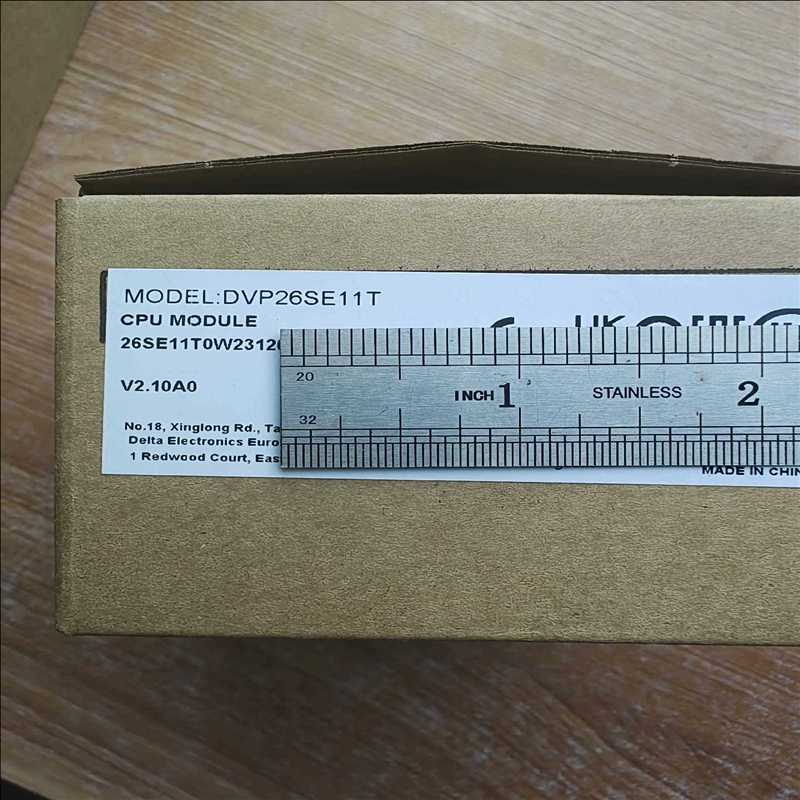 MODEL:DVP26SE11T
CPU MODULE
26SE11T0W2312
V2.10A0
No.18, Xinglong Rd., Ta
Delta Electronics Euro
1 Redwood Court, Eas
MADE IN CHIN
20
INCH 1 STAINLESS 2
32